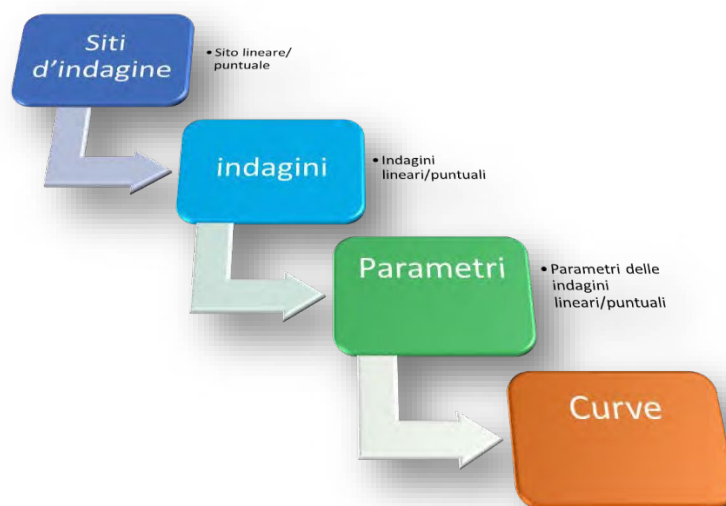 Siti
d'indagine
• Sito lineare/
puntuale
indagini
• Indagini
lineari/puntuali
Parametri
• Parametri delle
indagini
lineari/puntuali
Curve